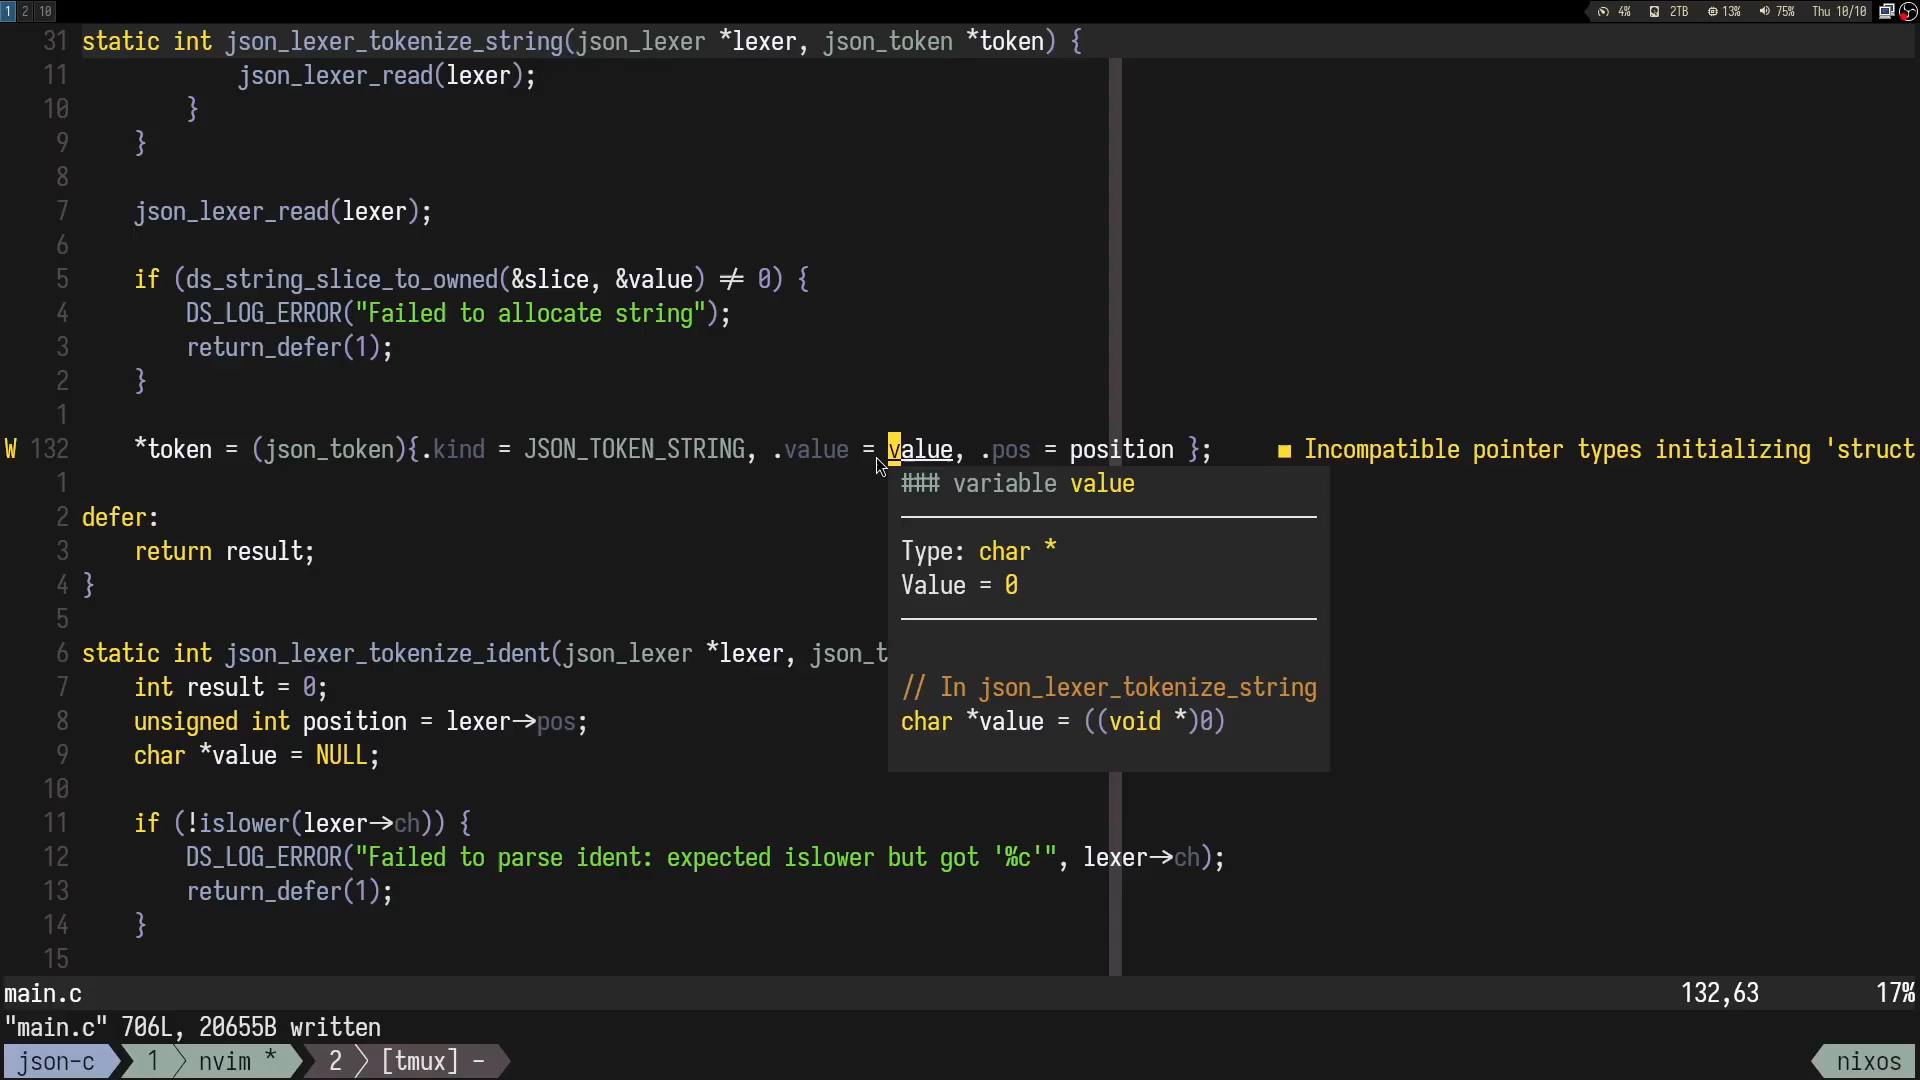 1 2 10 4% 2TB 13% 75% Thu 10/10
31 static int json_lexer_tokenize_string(json_lexer *lexer, json_token *token) {
11 json_lexer_read(lexer);
10 }
9 }
8
7 json_lexer_read(lexer);
6
5 if (ds_string_slice_to_owned(&slice, &value) ≠ 0) {
4 DS_LOG_ERROR("Failed to allocate string");
3 return_defer(1);
2 }
1
W 132 *token = (json_token){.kind = JSON_TOKEN_STRING, .value = value, .pos = position }; ■ Incompatible pointer types initializing 'struct
1 ### variable value
2 defer:
3 return result; Type: char *
4 } Value = 0
5
6 static int json_lexer_tokenize_ident(json_lexer *lexer, json_t
7 int result = 0; // In json_lexer_tokenize_string
8 unsigned int position = lexer→pos; char *value = ((void *)0)
9 char *value = NULL;
10
11 if (!islower(lexer→ch)) {
12 DS_LOG_ERROR("Failed to parse ident: expected islower but got '%c'", lexer→ch);
13 return_defer(1);
14 }
15
main.c 132,63 17%
"main.c" 706L, 20655B written
json-c 1 nvim * 2 [tmux] - nixos